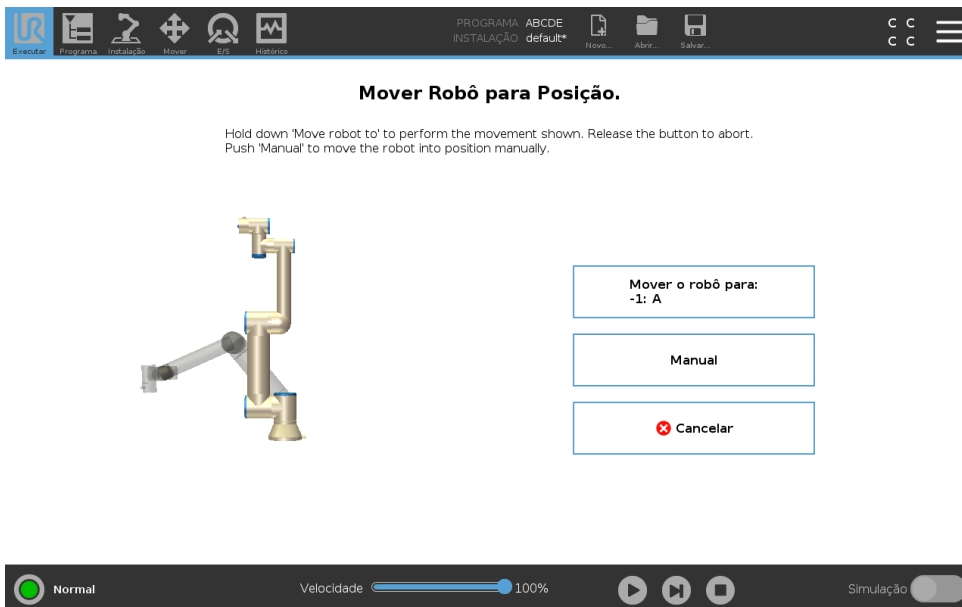 PROGRAMA ABCDE
INSTALAÇÃO default*
C C
C C
Executar Programa Instalação Mover E/S Histórico Novo... Abrir... Salvar...
Mover Robô para Posição.
Hold down 'Move robot to' to perform the movement shown. Release the button to abort.
Push 'Manual' to move the robot into position manually.
Mover o robô para:
-1: A
Manual
Cancelar
Normal Velocidade 100% Simulação